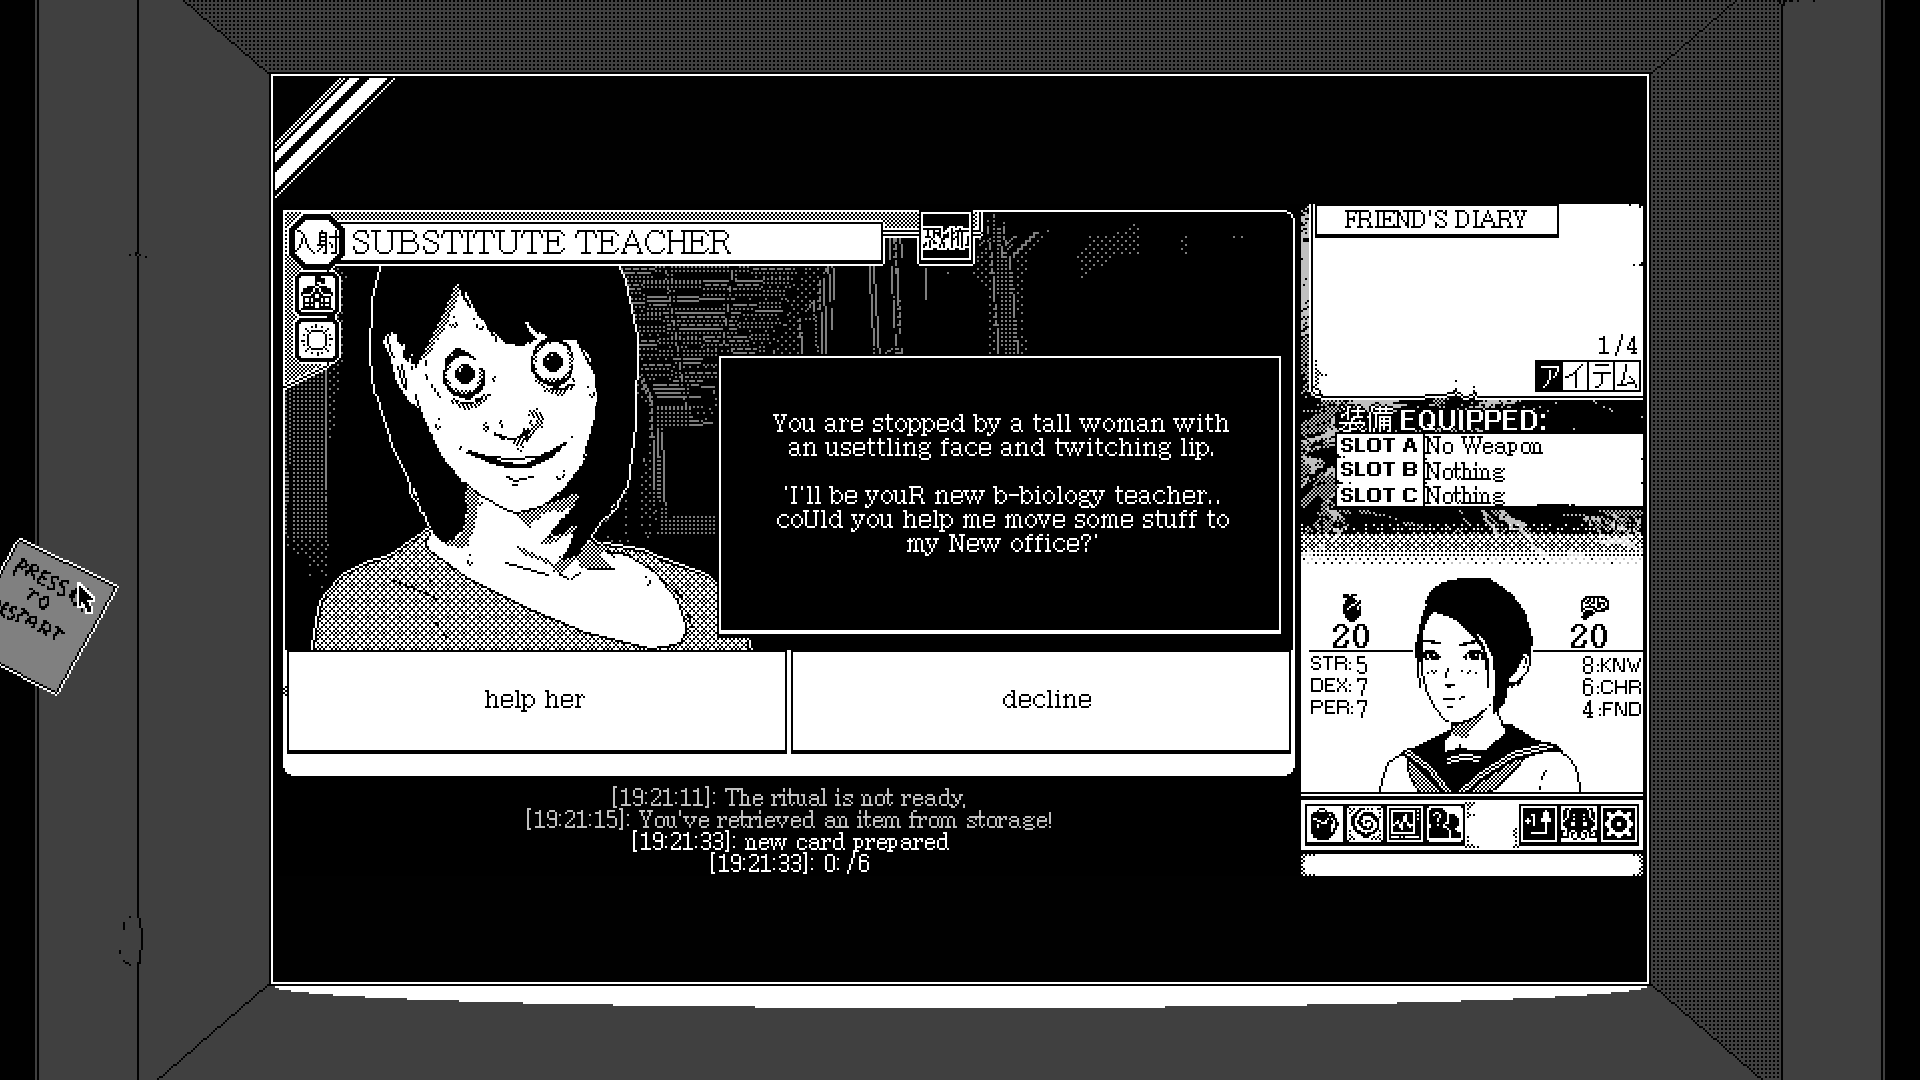 入射 SUBSTITUTE TEACHER
恐怖
You are stopped by a tall woman with
an usettling face and twitching lip.
'I'll be youR new b-biology teacher..
coUld you help me move some stuff to
my New office?'
help her
decline
[19:21:11]: The ritual is not ready,
[19:21:15]: You've retrieved an item from storage!
[19:21:33]: new card prepared
[19:21:33]: 0: /6
FRIEND'S DIARY
1/4
アイテム
装備 EQUIPPED:
SLOT A No Weapon
SLOT B Nothing
SLOT C Nothing
20
20
STR: 5
DEX: 7
PER: 7
8:KNW
6:CHR
4:FND
PRESS
TO
RESTART